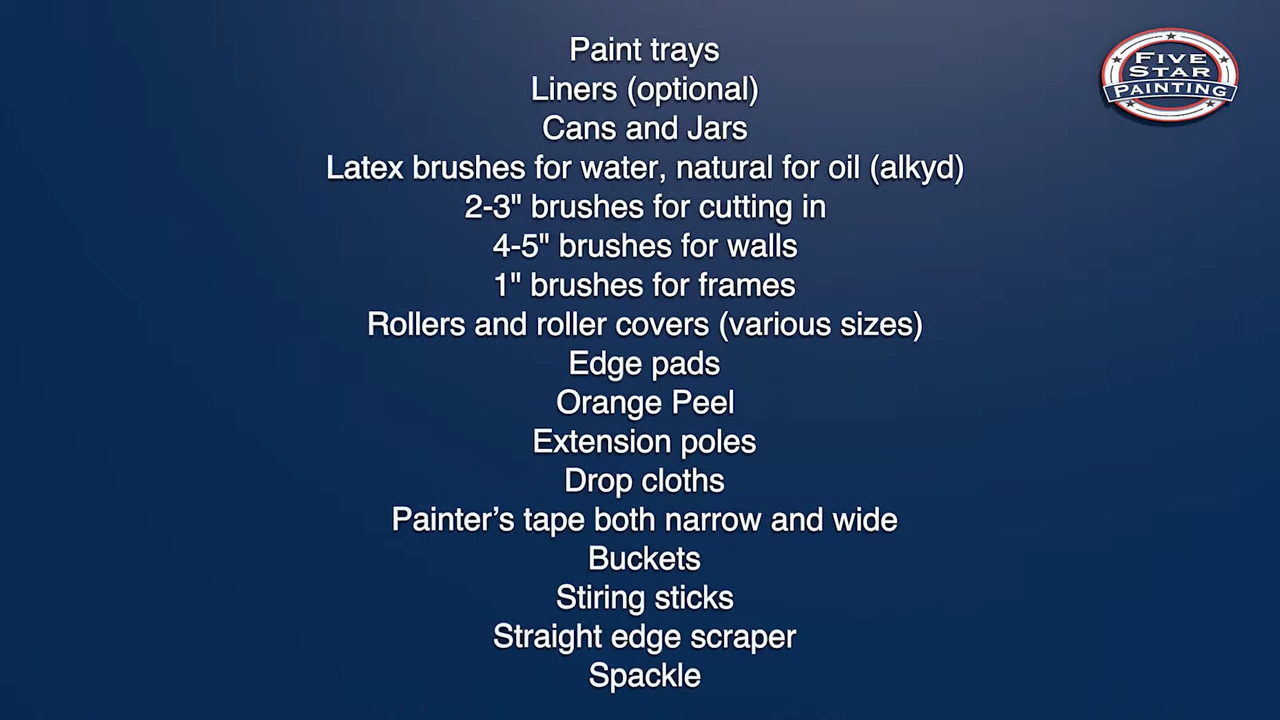 Paint trays
Liners (optional)
Cans and Jars
Latex brushes for water, natural for oil (alkyd)
2-3" brushes for cutting in
4-5" brushes for walls
1" brushes for frames
Rollers and roller covers (various sizes)
Edge pads
Orange Peel
Extension poles
Drop cloths
Painter’s tape both narrow and wide
Buckets
Stiring sticks
Straight edge scraper
Spackle
FIVE
STAR
PAINTING